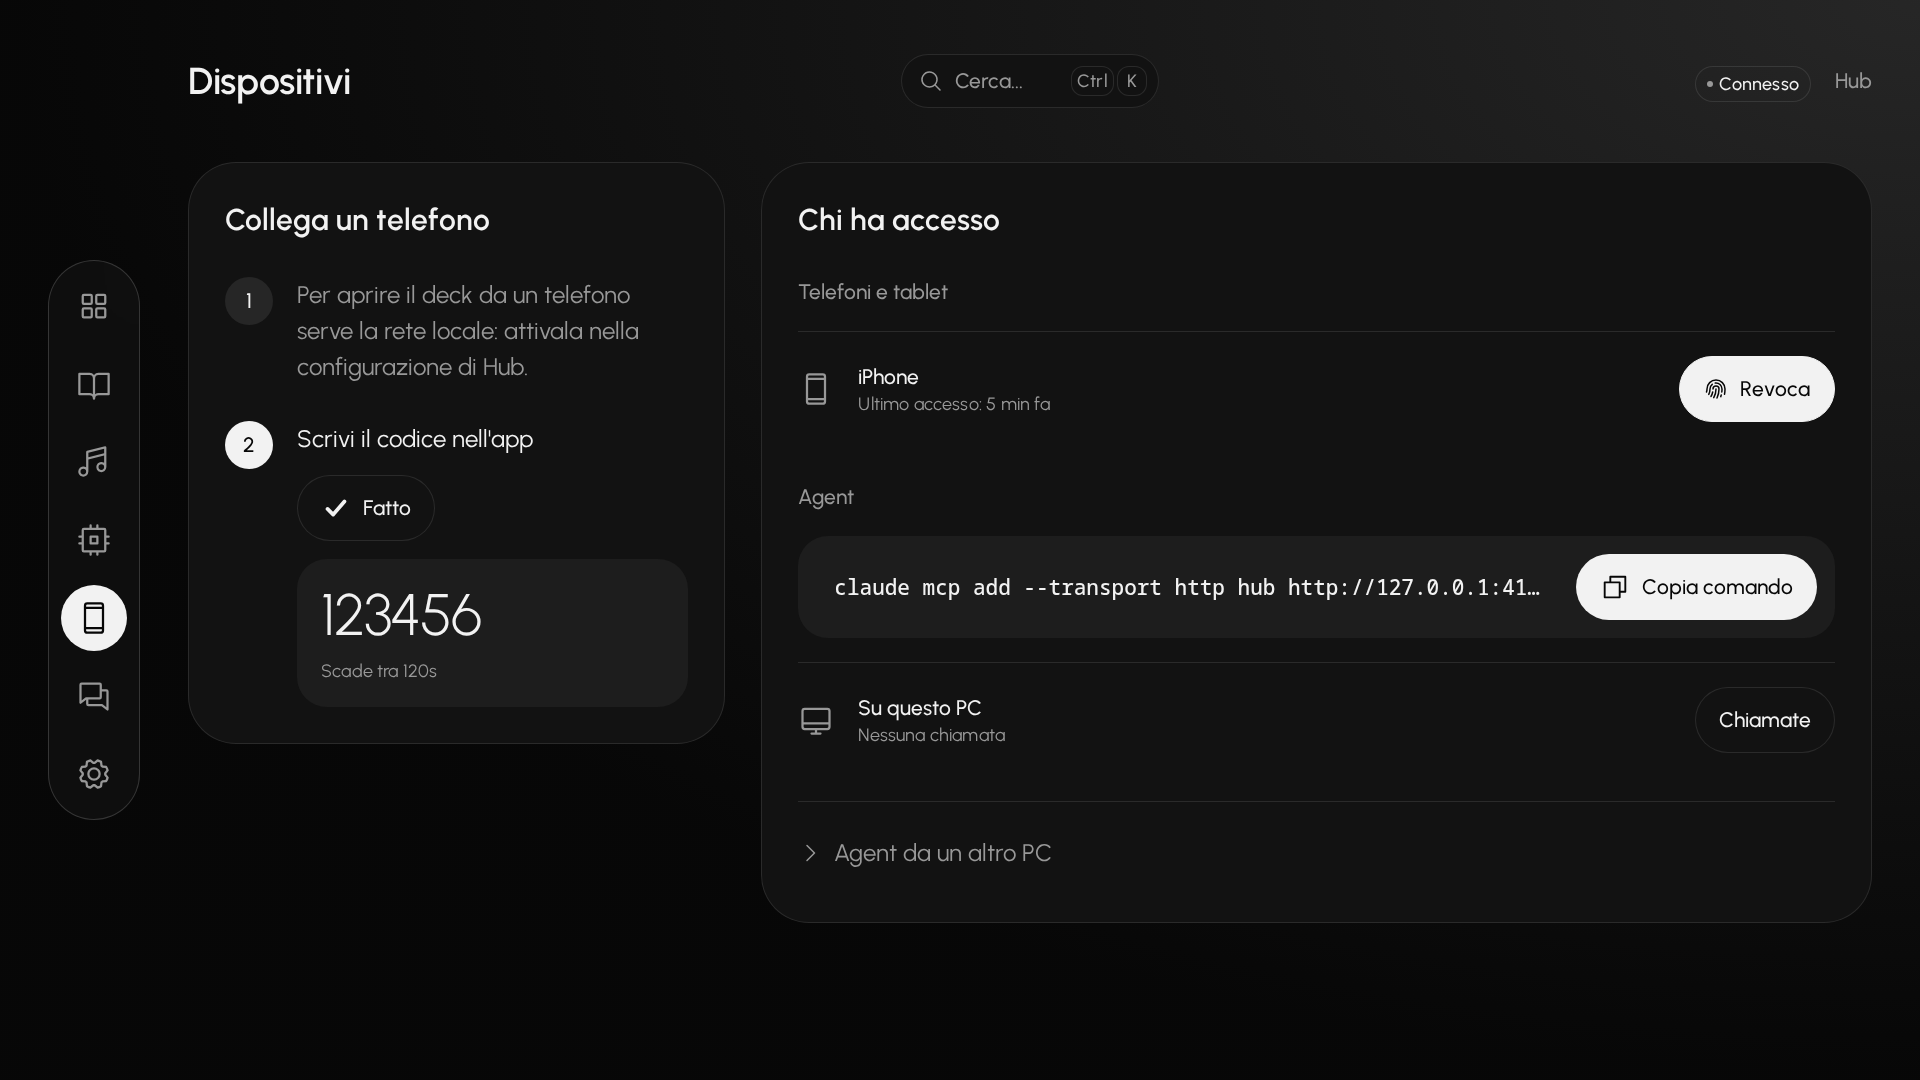 Dispositivi
Cerca...
Ctrl K
Connesso
Hub
Collega un telefono
1
Per aprire il deck da un telefono
serve la rete locale: attivala nella
configurazione di Hub.
2
Scrivi il codice nell'app
Fatto
123456
Scade tra 120s
Chi ha accesso
Telefoni e tablet
iPhone
Ultimo accesso: 5 min fa
Revoca
Agent
claude mcp add --transport http hub http://127.0.0.1:41…
Copia comando
Su questo PC
Nessuna chiamata
Chiamate
Agent da un altro PC